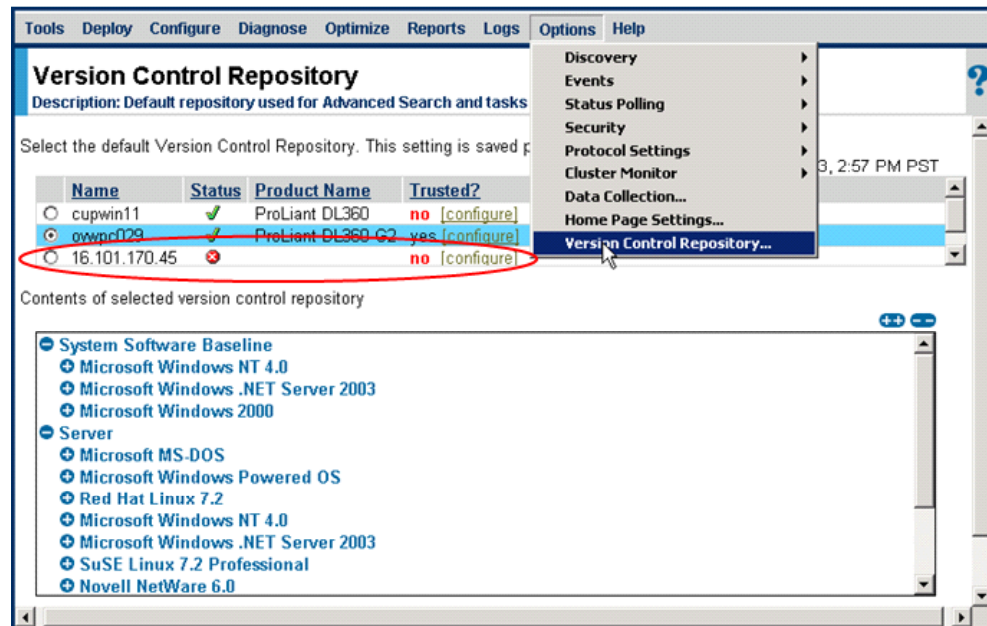 Tools Deploy Configure Diagnose Optimize Reports Logs Options Help
Discovery
Events
Status Polling
Security
Protocol Settings
Cluster Monitor
Data Collection...
Home Page Settings...
Version Control Repository...
Version Control Repository
?
Description: Default repository used for Advanced Search and tasks
Select the default Version Control Repository. This setting is saved
3, 2:57 PM PST
Name Status Product Name Trusted?
cupwin11 ProLiant DL360 no [configure]
ovwpc029 ProLiant DL360 G2 yes [configure]
16.101.170.45 no [configure]
Contents of selected version control repository
System Software Baseline
Microsoft Windows NT 4.0
Microsoft Windows .NET Server 2003
Microsoft Windows 2000
Server
Microsoft MS-DOS
Microsoft Windows Powered OS
Red Hat Linux 7.2
Microsoft Windows NT 4.0
Microsoft Windows .NET Server 2003
SuSE Linux 7.2 Professional
Novell NetWare 6.0